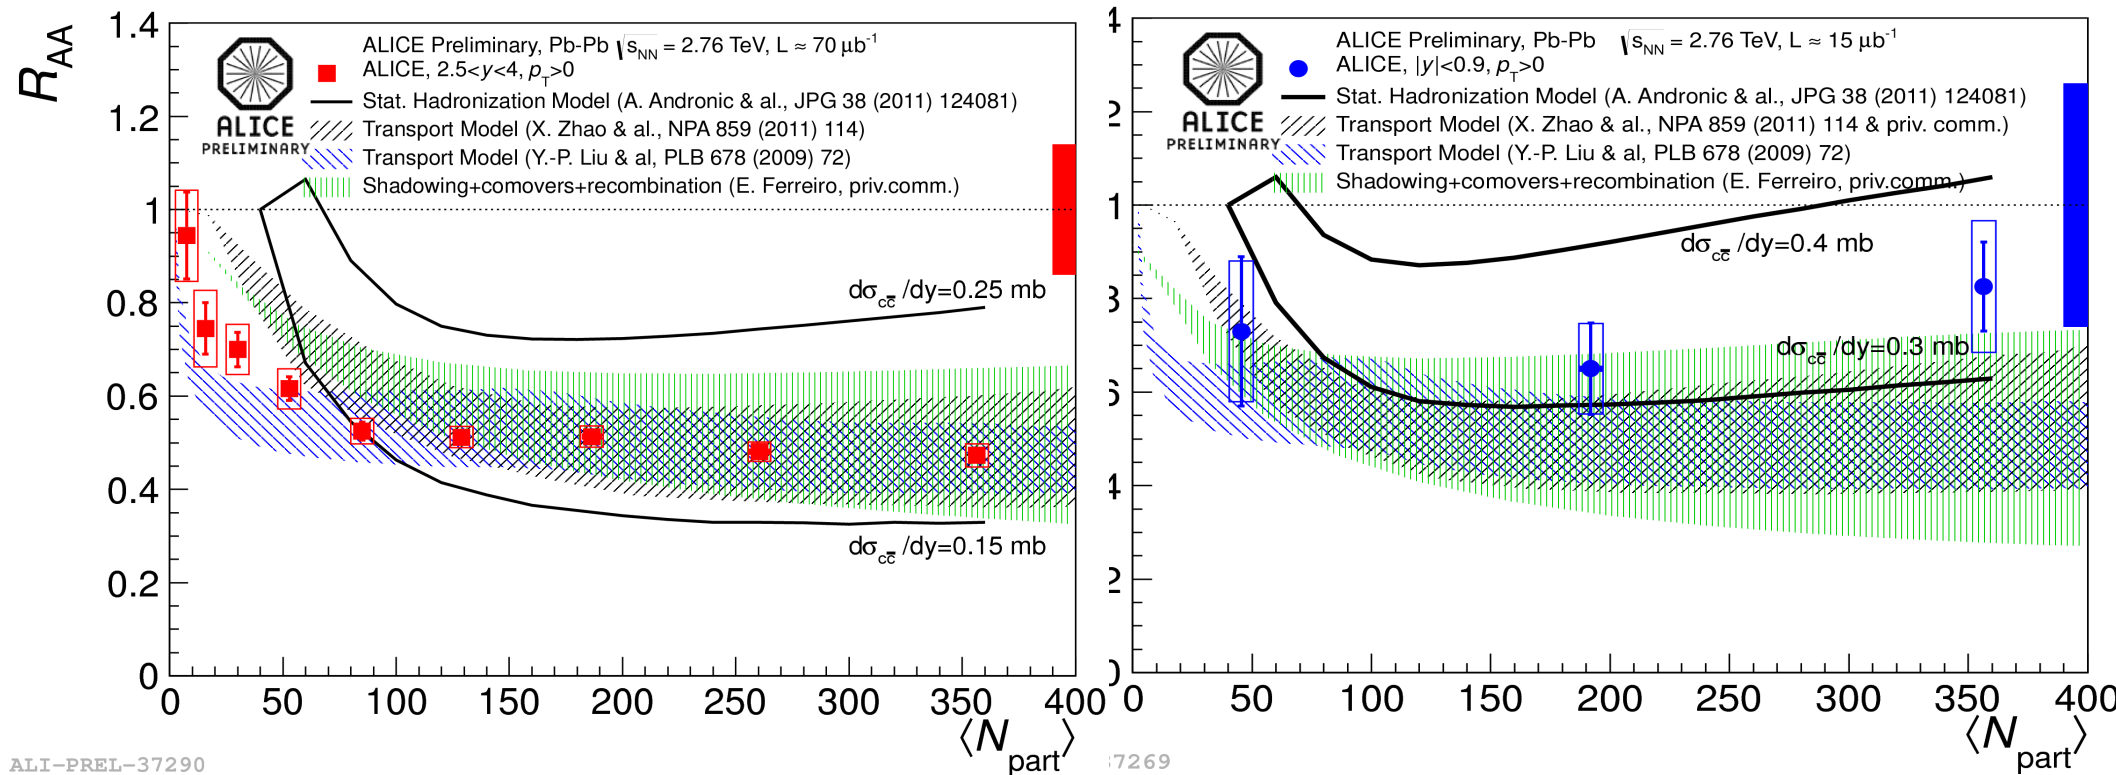 R_AA
1.4
1.2
1
0.8
0.6
0.4
0.2
0
ALICE
PRELIMINARY
ALICE Preliminary, Pb-Pb √s_NN = 2.76 TeV, L ≈ 70 μb⁻¹
ALICE, 2.5<y<4, p_T>0
Stat. Hadronization Model (A. Andronic & al., JPG 38 (2011) 124081)
Transport Model (X. Zhao & al., NPA 859 (2011) 114)
Transport Model (Y.-P. Liu & al, PLB 678 (2009) 72)
Shadowing+comovers+recombination (E. Ferreiro, priv.comm.)
dσ_cc̅ /dy=0.25 mb
dσ_cc̅ /dy=0.15 mb
0 50 100 150 200 250 300 350 400
⟨N_part⟩
ALI-PREL-37290
4
2
1
8
6
4
2
0
ALICE
PRELIMINARY
ALICE Preliminary, Pb-Pb √s_NN = 2.76 TeV, L ≈ 15 μb⁻¹
ALICE, |y|<0.9, p_T>0
Stat. Hadronization Model (A. Andronic & al., JPG 38 (2011) 124081)
Transport Model (X. Zhao & al., NPA 859 (2011) 114 & priv. comm.)
Transport Model (Y.-P. Liu & al, PLB 678 (2009) 72)
Shadowing+comovers+recombination (E. Ferreiro, priv.comm.)
dσ_cc̅ /dy=0.4 mb
dσ_cc̅ /dy=0.3 mb
0 50 100 150 200 250 300 350 400
⟨N_part⟩
37269